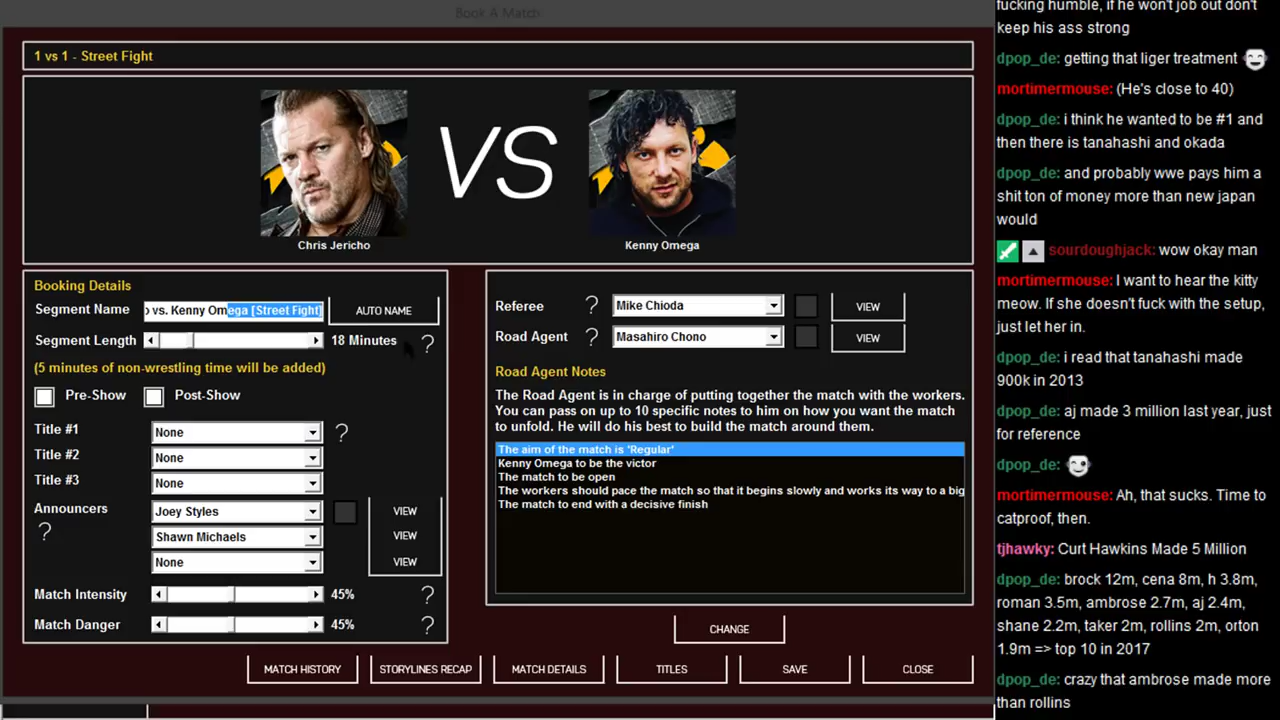 Book A Match
1 vs 1 - Street Fight
VS
Chris Jericho
Kenny Omega
Booking Details
Segment Name
o vs. Kenny Omega [Street Fight]
AUTO NAME
Segment Length
18 Minutes
?
(5 minutes of non-wrestling time will be added)
Pre-Show
Post-Show
Title #1
None
?
Title #2
None
Title #3
None
Announcers
Joey Styles
VIEW
?
Shawn Michaels
VIEW
None
VIEW
Match Intensity
45%
?
Match Danger
45%
?
Referee
?
Mike Chioda
VIEW
Road Agent
?
Masahiro Chono
VIEW
Road Agent Notes
The Road Agent is in charge of putting together the match with the workers.
You can pass on up to 10 specific notes to him on how you want the match
to unfold. He will do his best to build the match around them.
The aim of the match is 'Regular'
Kenny Omega to be the victor
The match to be open
The workers should pace the match so that it begins slowly and works its way to a big
The match to end with a decisive finish
CHANGE
MATCH HISTORY
STORYLINES RECAP
MATCH DETAILS
TITLES
SAVE
CLOSE
fucking humble, if he won't job out don't
keep his ass strong
dpop_de: getting that liger treatment
mortimermouse: (He's close to 40)
dpop_de: i think he wanted to be #1 and
then there is tanahashi and okada
dpop_de: and probably wwe pays him a
shit ton of money more than new japan
would
sourdoughjack: wow okay man
mortimermouse: I want to hear the kitty
meow. If she doesn't fuck with the setup,
just let her in.
dpop_de: i read that tanahashi made
900k in 2013
dpop_de: aj made 3 million last year, just
for reference
dpop_de:
mortimermouse: Ah, that sucks. Time to
catproof, then.
tjhawky: Curt Hawkins Made 5 Million
dpop_de: brock 12m, cena 8m, h 3.8m,
roman 3.5m, ambrose 2.7m, aj 2.4m,
shane 2.2m, taker 2m, rollins 2m, orton
1.9m => top 10 in 2017
dpop_de: crazy that ambrose made more
than rollins